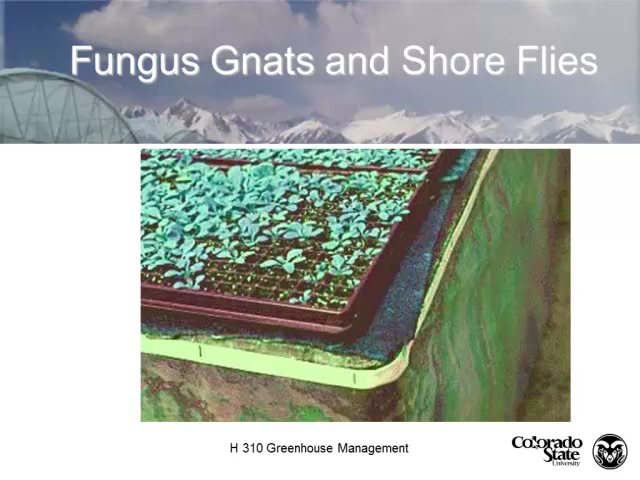 Fungus Gnats and Shore Flies
H 310 Greenhouse Management
Colorado
State
University